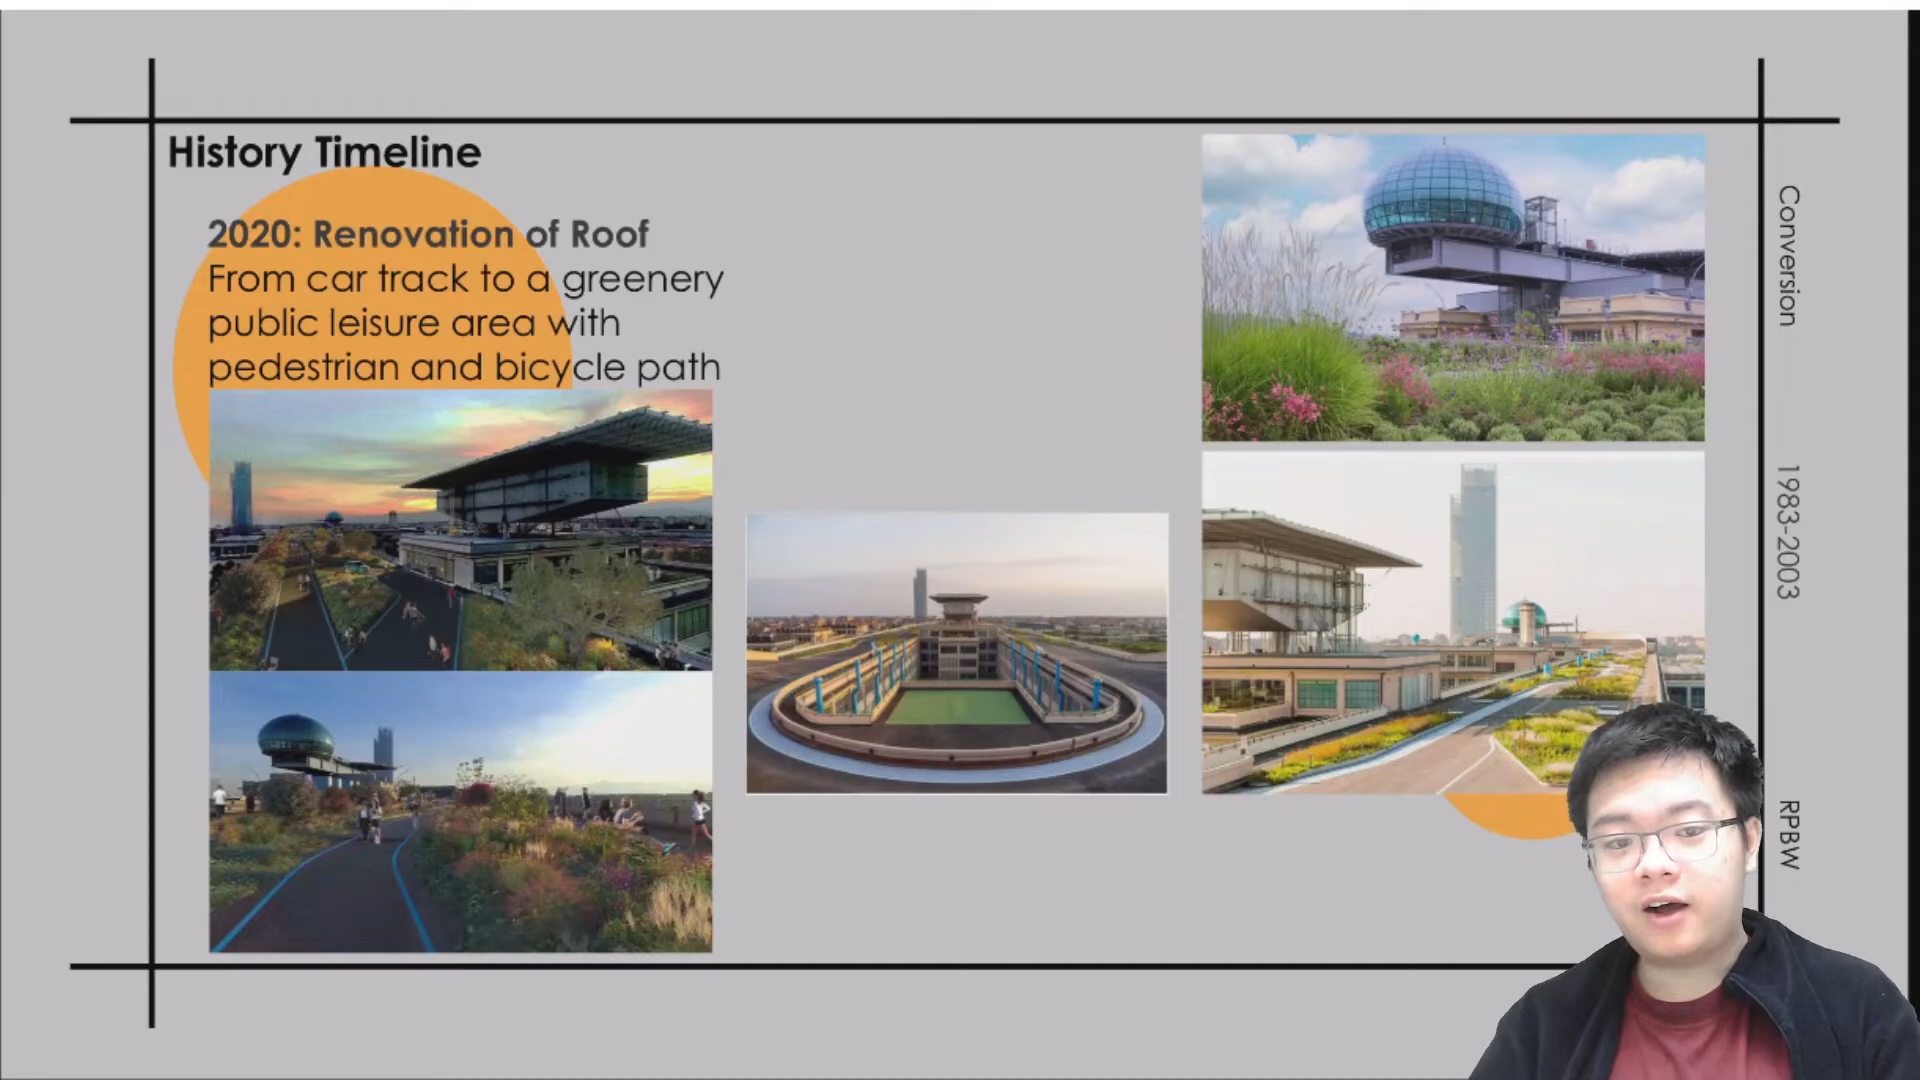 History Timeline
2020: Renovation of Roof
From car track to a greenery
public leisure area with
pedestrian and bicycle path
Conversion
1983-2003
RPBW